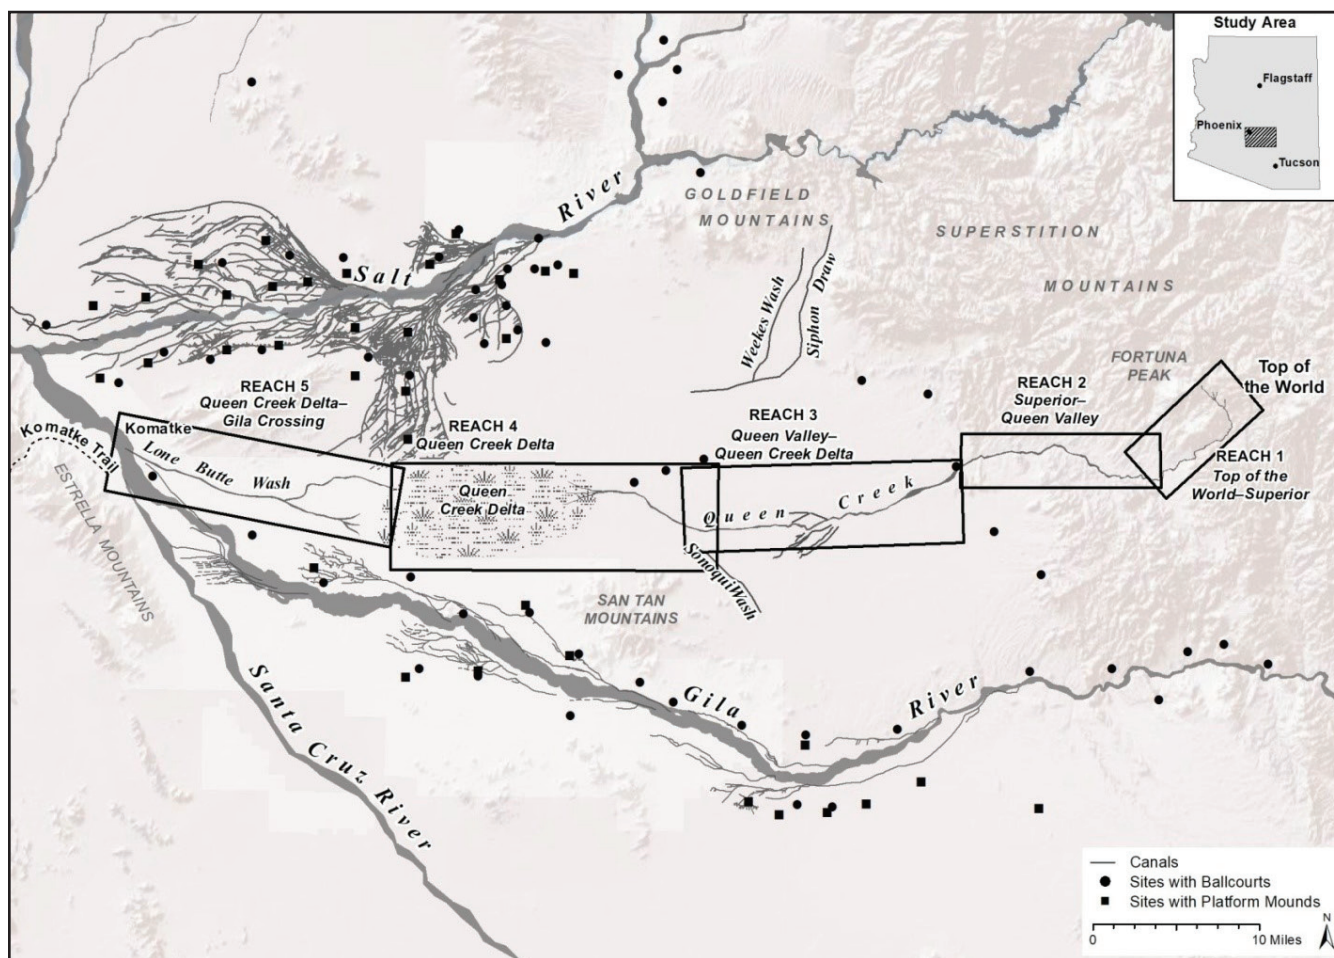 Study Area
Flagstaff
Phoenix
Tucson
River
GOLDFIELD
MOUNTAINS
SUPERSTITION
MOUNTAINS
Salt
Weekes Wash
Siphon Draw
FORTUNA
PEAK
Top of
the World
REACH 5
Queen Creek Delta–
Gila Crossing
REACH 4
Queen Creek Delta
REACH 3
Queen Valley–
Queen Creek Delta
REACH 2
Superior–
Queen Valley
REACH 1
Top of the
World–Superior
Komatke
Komatke Trail
Lone Butte Wash
Queen
Creek Delta
Queen Creek
Sonoqui Wash
ESTRELLA MOUNTAINS
SAN TAN
MOUNTAINS
Gila River
Santa Cruz River
Canals
Sites with Ballcourts
Sites with Platform Mounds
N
0 10 Miles